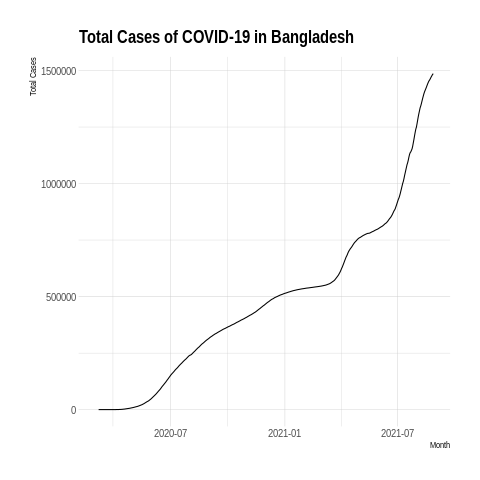 Total Cases of COVID-19 in Bangladesh
Total Cases
1500000
1000000
500000
0
2020-07
2021-01
2021-07
Month